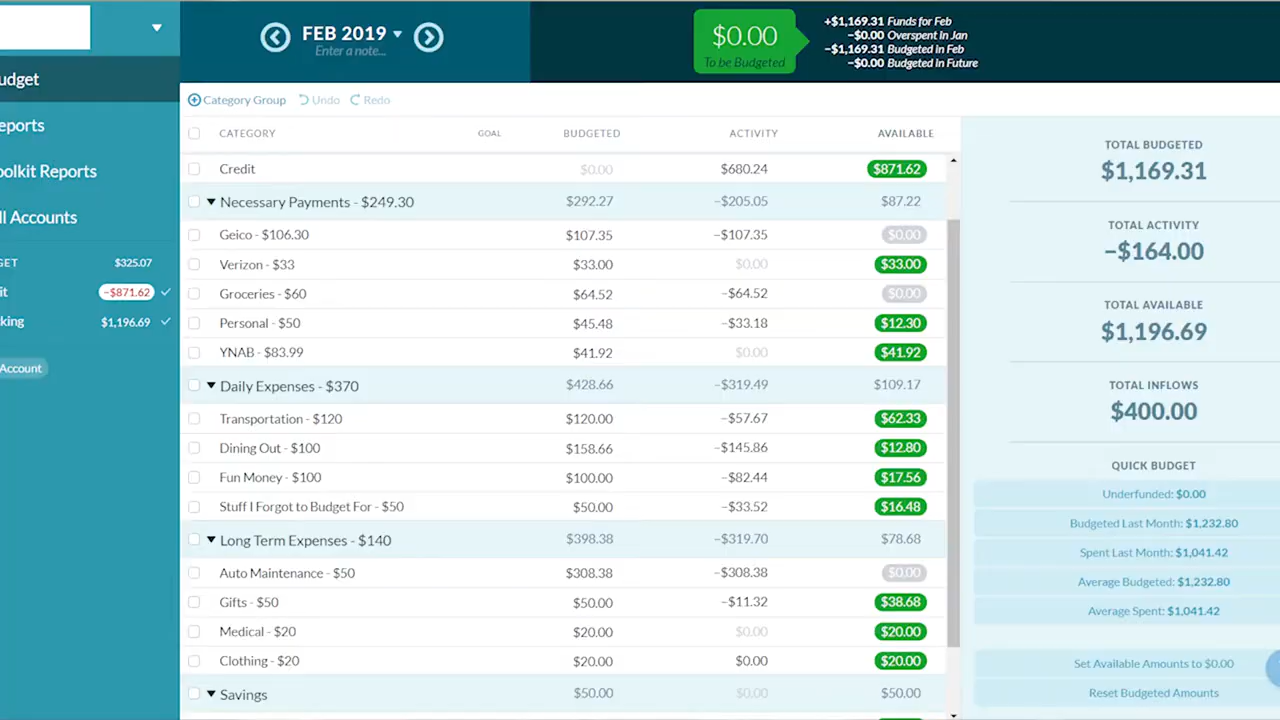 FEB 2019
Enter a note...
$0.00
To be Budgeted
+$1,169.31 Funds for Feb
−$0.00 Overspent in Jan
−$1,169.31 Budgeted in Feb
−$0.00 Budgeted in Future
udget
eports
olkit Reports
ll Accounts
GET $325.07
it −$871.62
king $1,196.69
Account
Category Group Undo Redo
CATEGORY GOAL BUDGETED ACTIVITY AVAILABLE
Credit $0.00 $680.24 $871.62
Necessary Payments - $249.30 $292.27 −$205.05 $87.22
Geico - $106.30 $107.35 −$107.35 $0.00
Verizon - $33 $33.00 $0.00 $33.00
Groceries - $60 $64.52 −$64.52 $0.00
Personal - $50 $45.48 −$33.18 $12.30
YNAB - $83.99 $41.92 $0.00 $41.92
Daily Expenses - $370 $428.66 −$319.49 $109.17
Transportation - $120 $120.00 −$57.67 $62.33
Dining Out - $100 $158.66 −$145.86 $12.80
Fun Money - $100 $100.00 −$82.44 $17.56
Stuff I Forgot to Budget For - $50 $50.00 −$33.52 $16.48
Long Term Expenses - $140 $398.38 −$319.70 $78.68
Auto Maintenance - $50 $308.38 −$308.38 $0.00
Gifts - $50 $50.00 −$11.32 $38.68
Medical - $20 $20.00 $0.00 $20.00
Clothing - $20 $20.00 $0.00 $20.00
Savings $50.00 $0.00 $50.00
TOTAL BUDGETED
$1,169.31
TOTAL ACTIVITY
−$164.00
TOTAL AVAILABLE
$1,196.69
TOTAL INFLOWS
$400.00
QUICK BUDGET
Underfunded: $0.00
Budgeted Last Month: $1,232.80
Spent Last Month: $1,041.42
Average Budgeted: $1,232.80
Average Spent: $1,041.42
Set Available Amounts to $0.00
Reset Budgeted Amounts